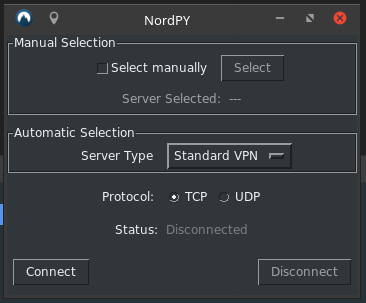 NordPY
Manual Selection
Select manually Select
Server Selected: ---
Automatic Selection
Server Type Standard VPN
Protocol: TCP UDP
Status: Disconnected
Connect Disconnect